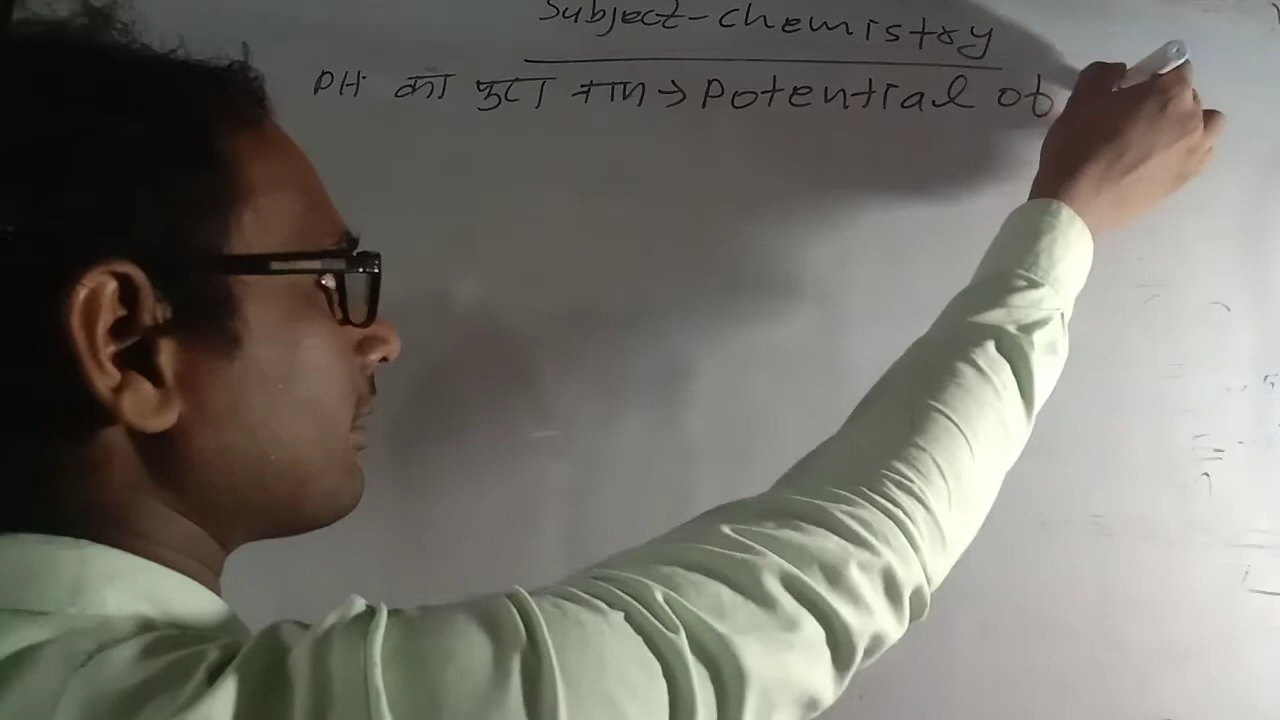 Subject-chemistry
PH का पुरा नाम → Potential of